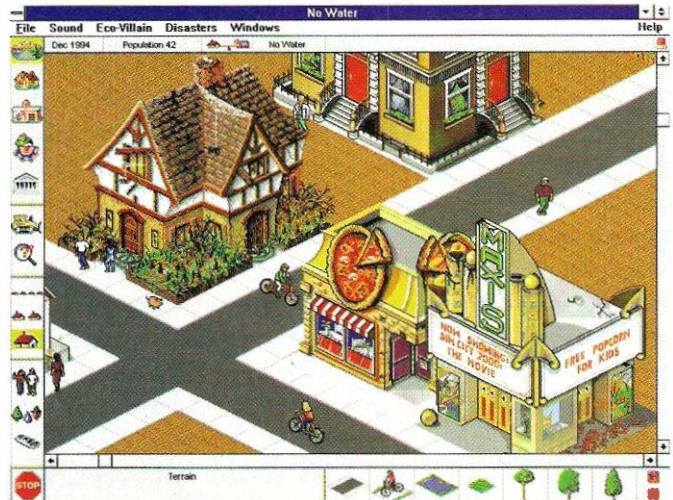 No Water
File Sound Eco-Villain Disasters Windows Help
Dec 1994 Population 42 No Water
MAXIS
NOW SHOWING:
SIM CITY 2000:
THE MOVIE
FREE POPCORN
FOR KIDS
STOP
Terrain